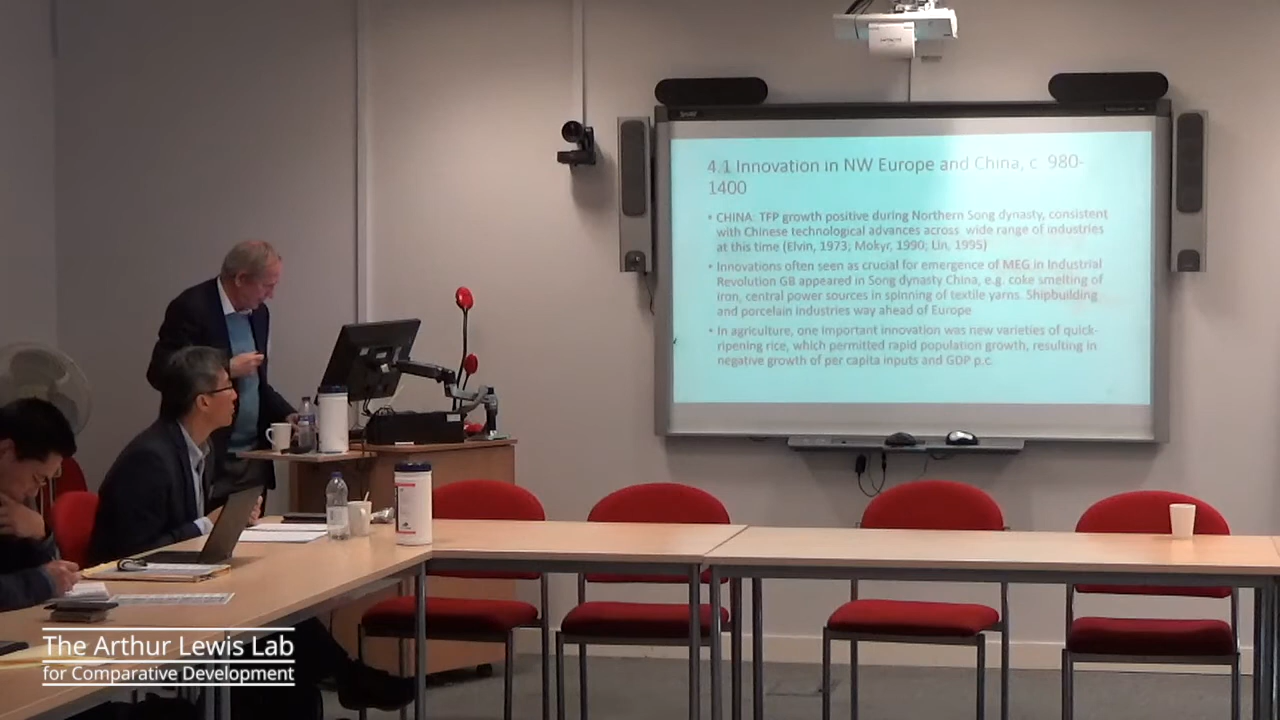 4.1 Innovation in NW Europe and China, c. 980-
1400
• CHINA: TFP growth positive during Northern Song dynasty, consistent
with Chinese technological advances across wide range of industries
at this time (Elvin, 1973; Mokyr, 1990; Lin, 1995)
• Innovations often seen as crucial for emergence of MEG in Industrial
Revolution GB appeared in Song dynasty China, e.g. coke smelting of
iron, central power sources in spinning of textile yarns. Shipbuilding
and porcelain industries way ahead of Europe
• In agriculture, one important innovation was new varieties of quick-
ripening rice, which permitted rapid population growth, resulting in
negative growth of per capita inputs and GDP p.c.
The Arthur Lewis Lab
for Comparative Development